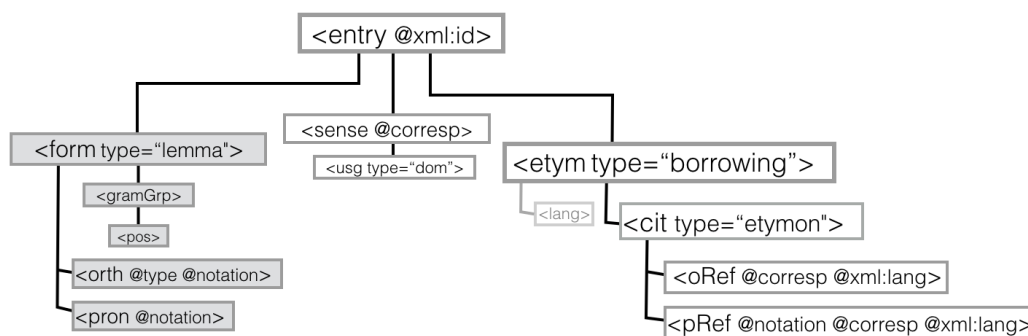 <entry @xml:id>
<form type=“lemma">
<gramGrp>
<pos>
<orth @type @notation>
<pron @notation>
<sense @corresp>
<usg type=“dom”>
<etym type=“borrowing”>
<lang>
<cit type=“etymon">
<oRef @corresp @xml:lang>
<pRef @notation @corresp @xml:lang>